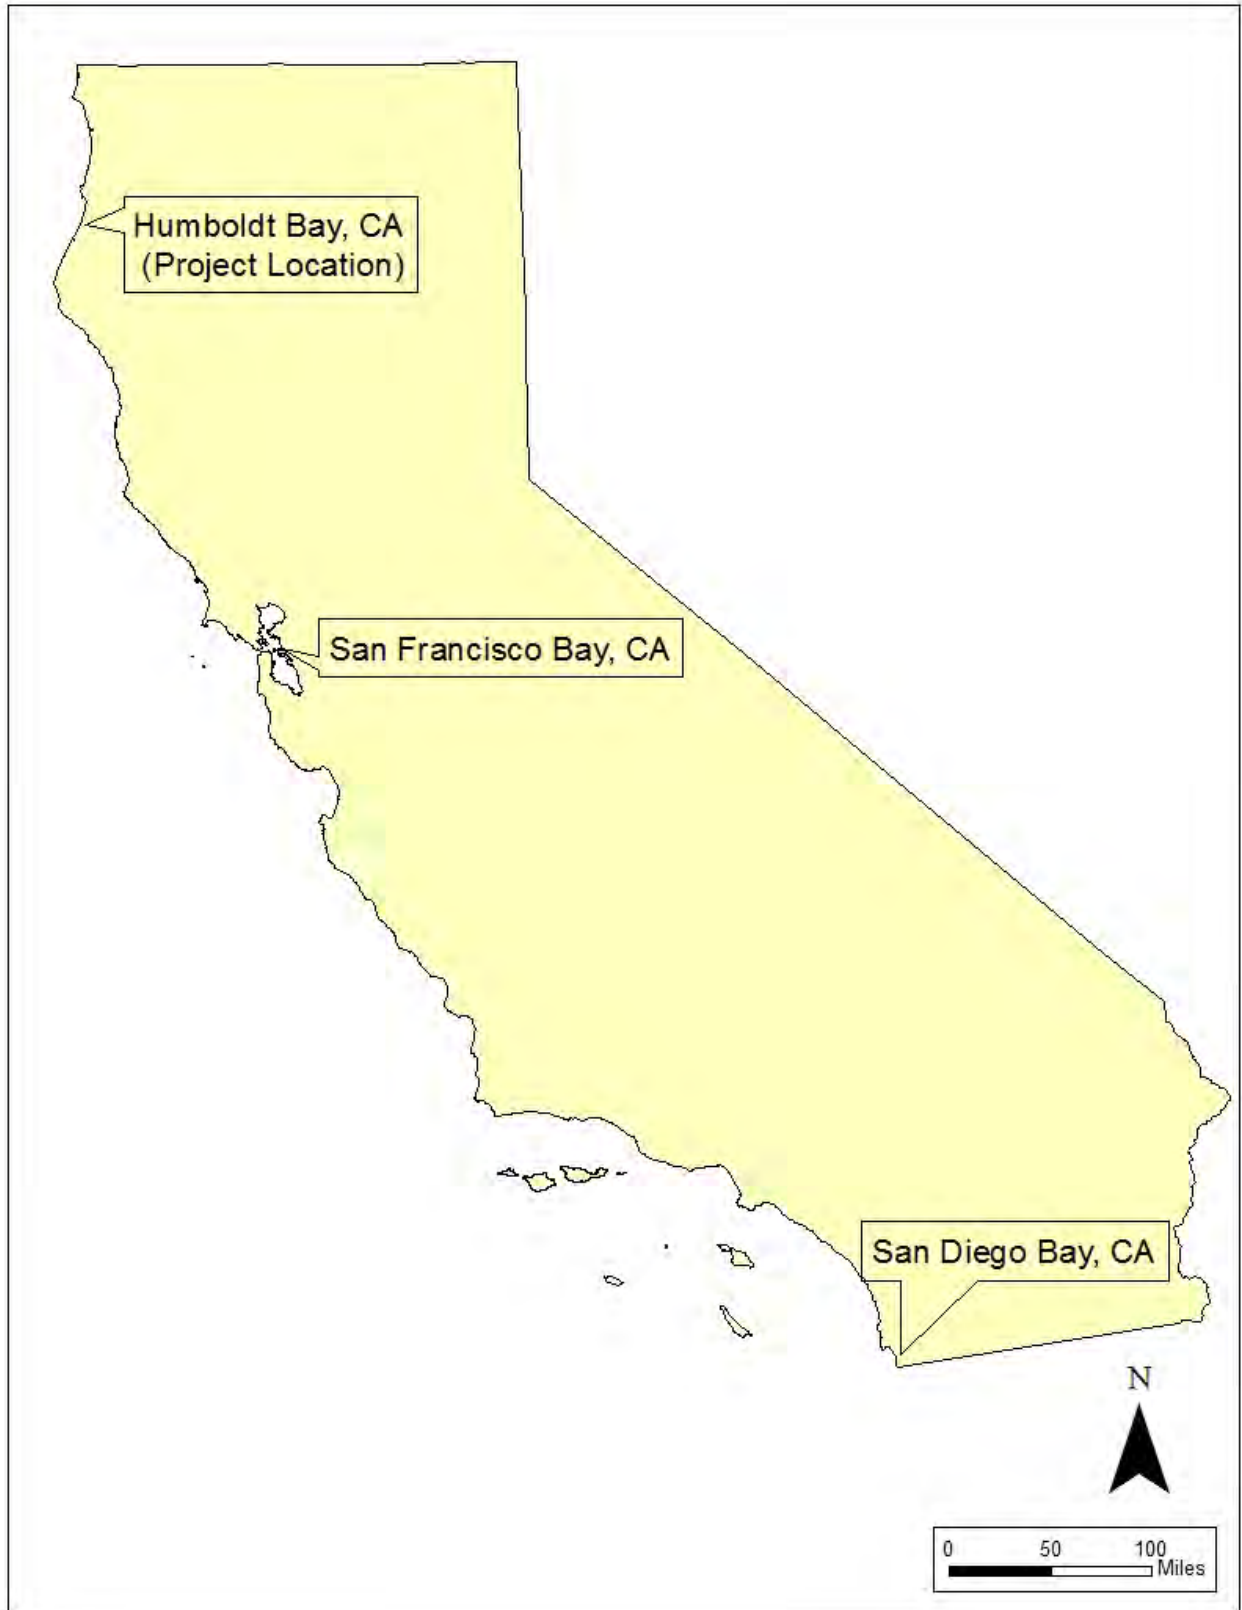 Humboldt Bay, CA
(Project Location)
San Francisco Bay, CA
San Diego Bay, CA
N
0 50 100
Miles